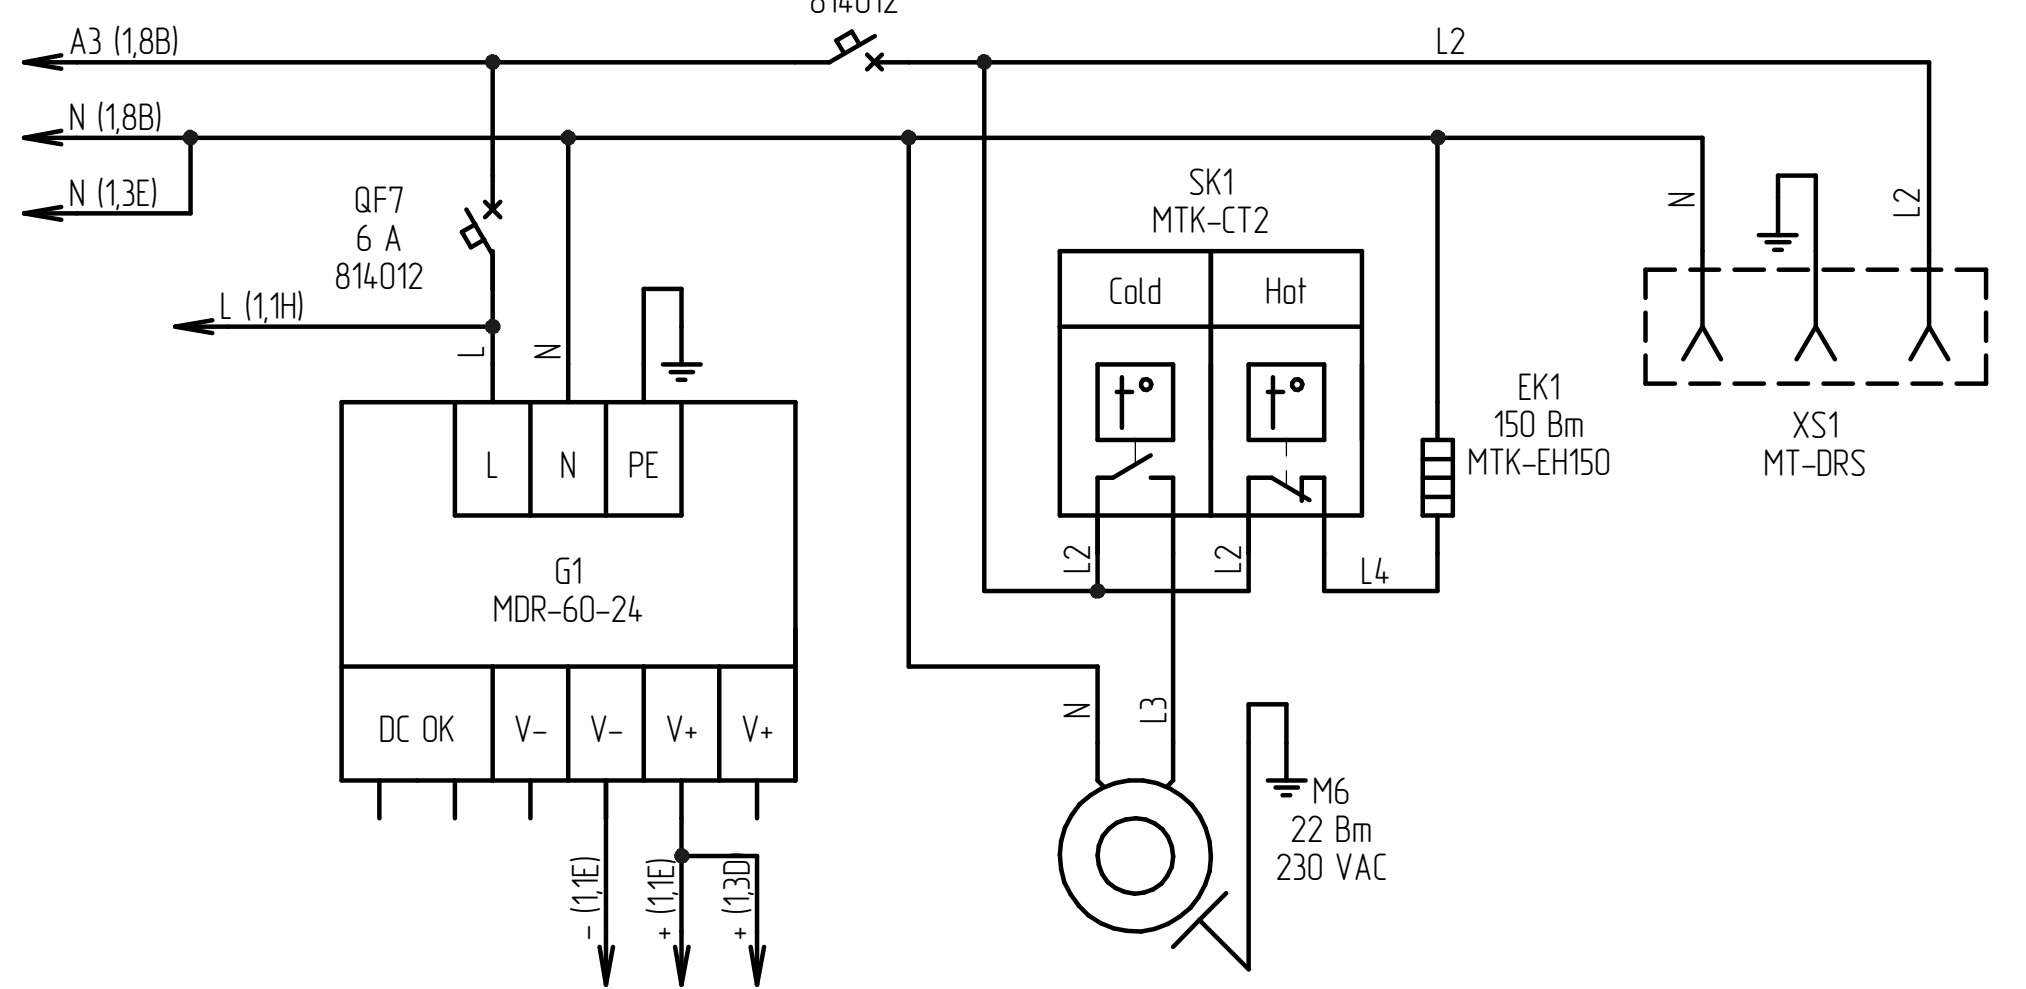 814012
A3 (1,8B)
L2
N (1,8B)
N (1,3E)
QF7
6 A
814012
L (1,1H)
L
N
SK1
MTK-CT2
Cold
Hot
N
L2
EK1
150 Вт
MTK-EH150
XS1
MT-DRS
L
N
PE
G1
MDR-60-24
L2
L2
L4
DC OK
V-
V-
V+
V+
N
L3
M6
22 Вт
230 VAC
- (1,1E)
+ (1,1E)
+ (1,3D)